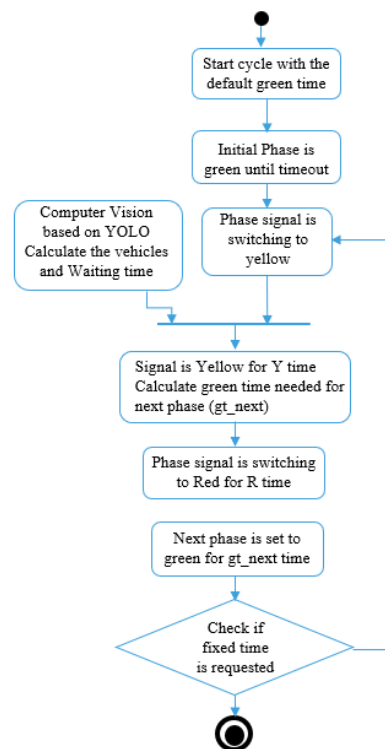 Start cycle with the
default green time
Initial Phase is
green until timeout
Computer Vision
based on YOLO
Calculate the vehicles
and Waiting time
Phase signal is
switching to
yellow
Signal is Yellow for Y time
Calculate green time needed for
next phase (gt_next)
Phase signal is switching
to Red for R time
Next phase is set to
green for gt_next time
Check if
fixed time
is requested